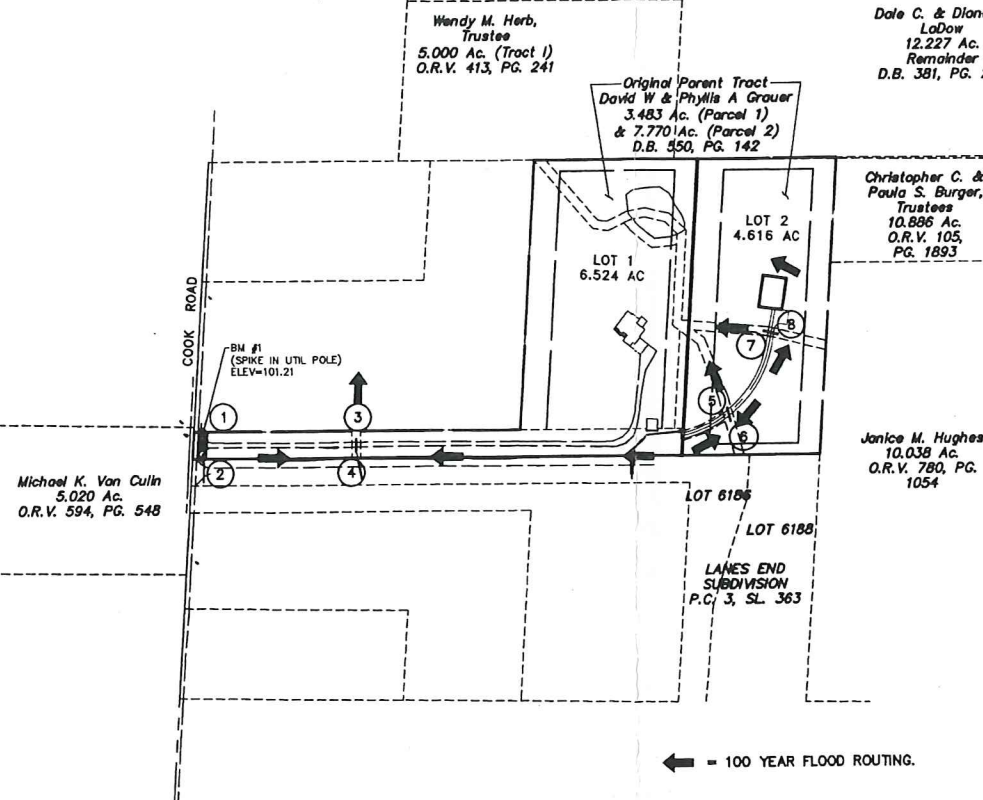 Wendy M. Herb,
Trustee
5.000 Ac. (Tract I)
O.R.V. 413, PG. 241
Dale C. & Dian
LaDow
12.227 Ac.
Remainder
D.B. 381, PG.
Original Parent Tract
David W & Phyllis A Grauer
3.483 Ac. (Parcel 1)
& 7.770 Ac. (Parcel 2)
D.B. 550, PG. 142
Christopher C. &
Paula S. Burger,
Trustees
10.886 Ac.
O.R.V. 105,
PG. 1893
LOT 2
4.616 AC
LOT 1
6.524 AC
COOK ROAD
BM #1
(SPIKE IN UTIL POLE)
ELEV=101.21
8
7
5
6
1
3
2
4
Michael K. Van Culin
5.020 Ac.
O.R.V. 594, PG. 548
Janice M. Hughes
10.038 Ac.
O.R.V. 780, PG.
1054
LOT 6186
LOT 6188
LANES END
SUBDIVISION
P.C. 3, SL. 363
= 100 YEAR FLOOD ROUTING.